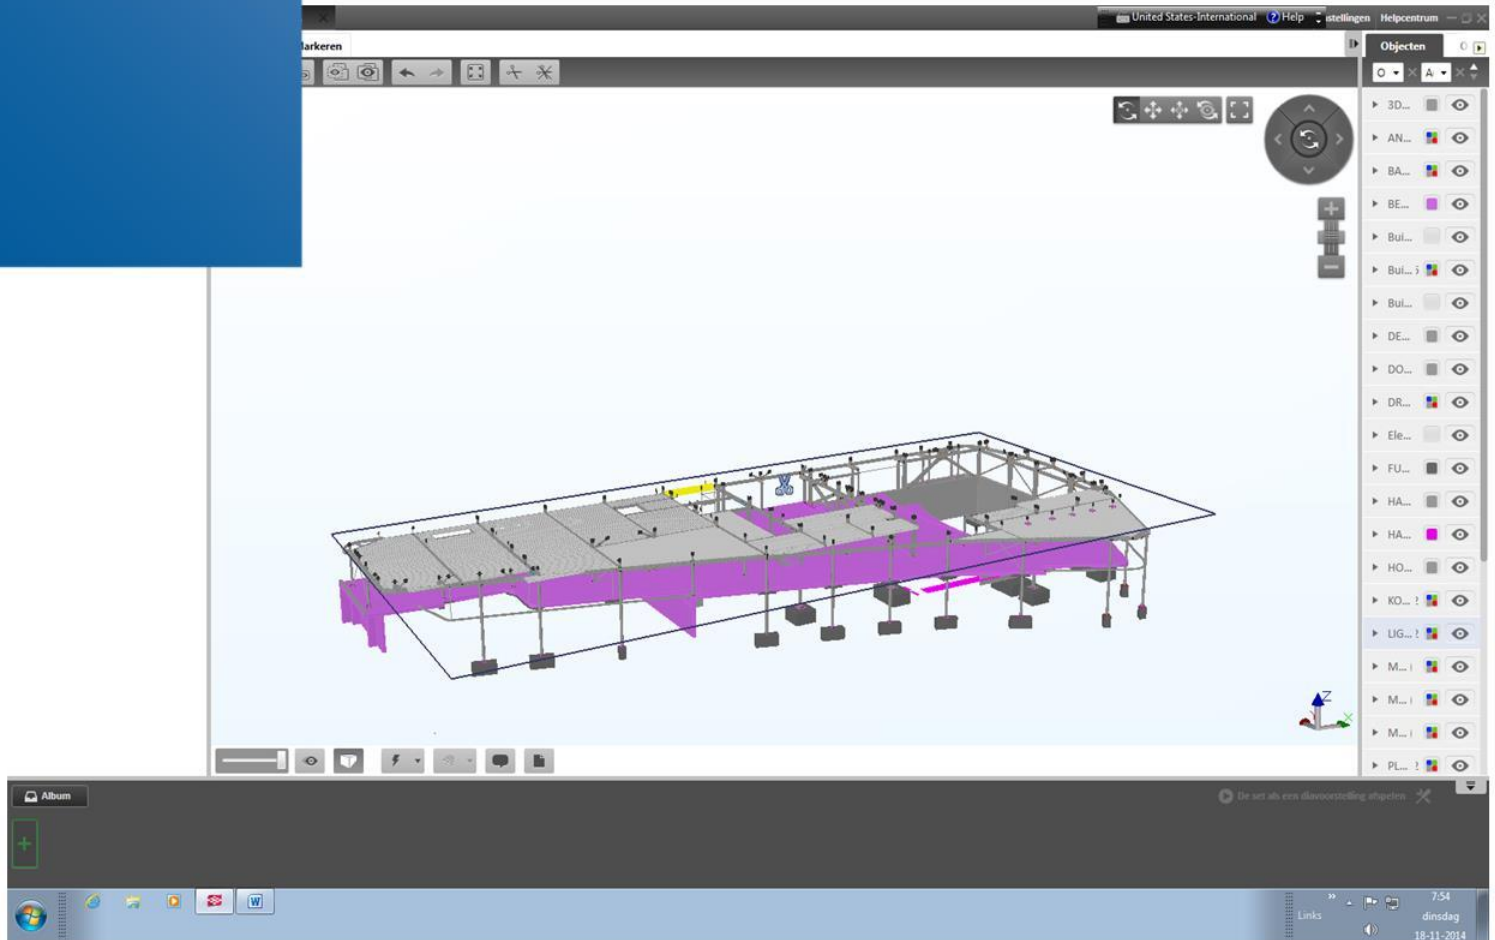 United States-International
Help
stellingen
Helpcentrum
larkeren
Objecten
O
A
3D...
AN...
BA...
BE...
Bui...
Bui...
Bui...
DE...
DO...
DR...
Ele...
FU...
HA...
HA...
HO...
KO...
LIG...
M...
M...
M...
PL...
Z
X
Album
De set als een diavoorstelling afspelen
Links
7:54
dinsdag
18-11-2014